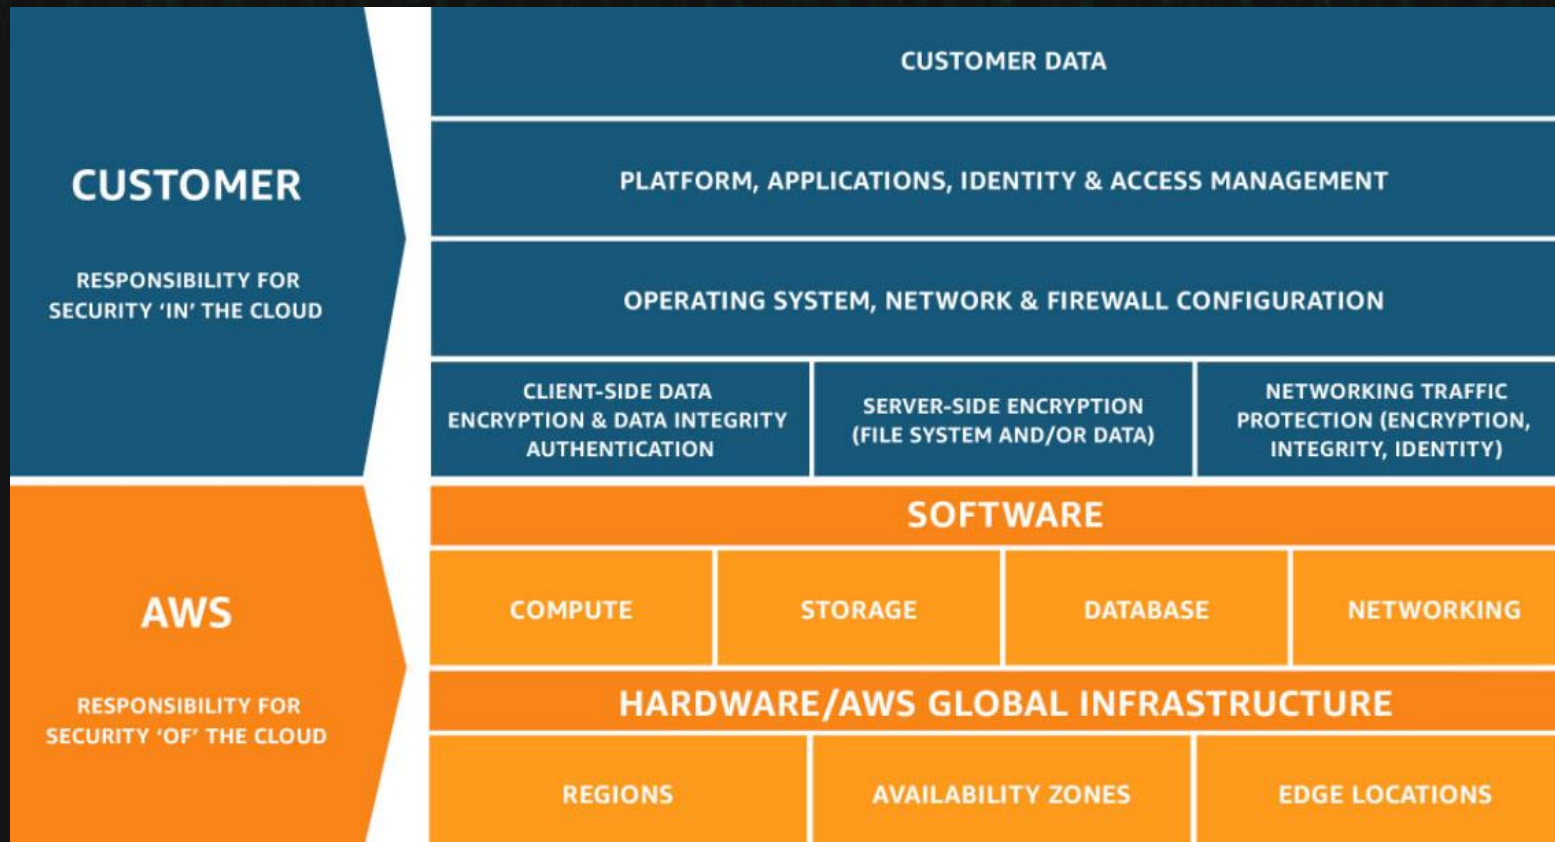 CUSTOMER
RESPONSIBILITY FOR
SECURITY ‘IN’ THE CLOUD
CUSTOMER DATA
PLATFORM, APPLICATIONS, IDENTITY & ACCESS MANAGEMENT
OPERATING SYSTEM, NETWORK & FIREWALL CONFIGURATION
CLIENT-SIDE DATA
ENCRYPTION & DATA INTEGRITY
AUTHENTICATION
SERVER-SIDE ENCRYPTION
(FILE SYSTEM AND/OR DATA)
NETWORKING TRAFFIC
PROTECTION (ENCRYPTION,
INTEGRITY, IDENTITY)
AWS
RESPONSIBILITY FOR
SECURITY ‘OF’ THE CLOUD
SOFTWARE
COMPUTE
STORAGE
DATABASE
NETWORKING
HARDWARE/AWS GLOBAL INFRASTRUCTURE
REGIONS
AVAILABILITY ZONES
EDGE LOCATIONS